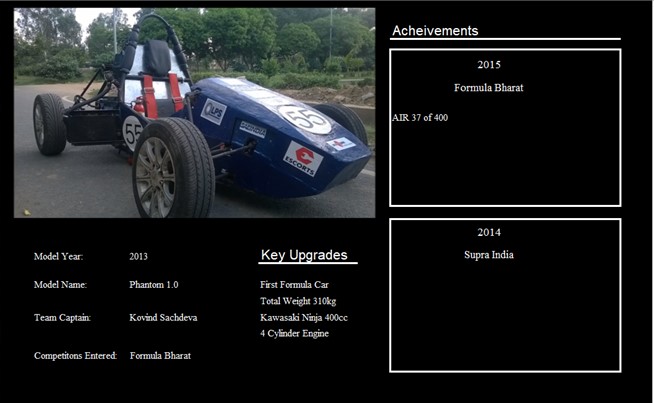 55
LPS
ESCORTS
55
Model Year: 2013
Model Name: Phantom 1.0
Team Captain: Kovind Sachdeva
Competitons Entered: Formula Bharat
Key Upgrades
First Formula Car
Total Weight 310kg
Kawasaki Ninja 400cc
4 Cylinder Engine
Acheivements
2015
Formula Bharat
AIR 37 of 400
2014
Supra India